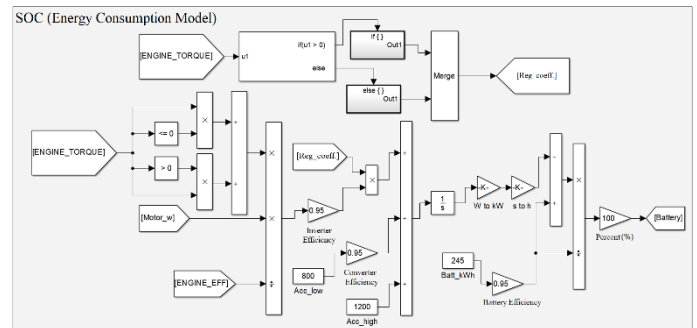 SOC (Energy Consumption Model)
[ENGINE_TORQUE]
u1
if(u1 > 0)
else
if { }
Out1
else { }
Out1
Merge
[Reg_coeff.]
[ENGINE_TORQUE]
<= 0
> 0
×
×
[Motor_w]
[ENGINE_EFF]
×
×
÷
[Reg_coeff.]
×
0.95
Inverter
Efficiency
800
Acc_low
0.95
Converter
Efficiency
1200
Acc_high
+
+
+
1
s
-K-
W to kW
-K-
s to h
245
Batt_kWh
0.95
Battery Efficiency
-
+
×
÷
100
Percent (%)
[Battery]